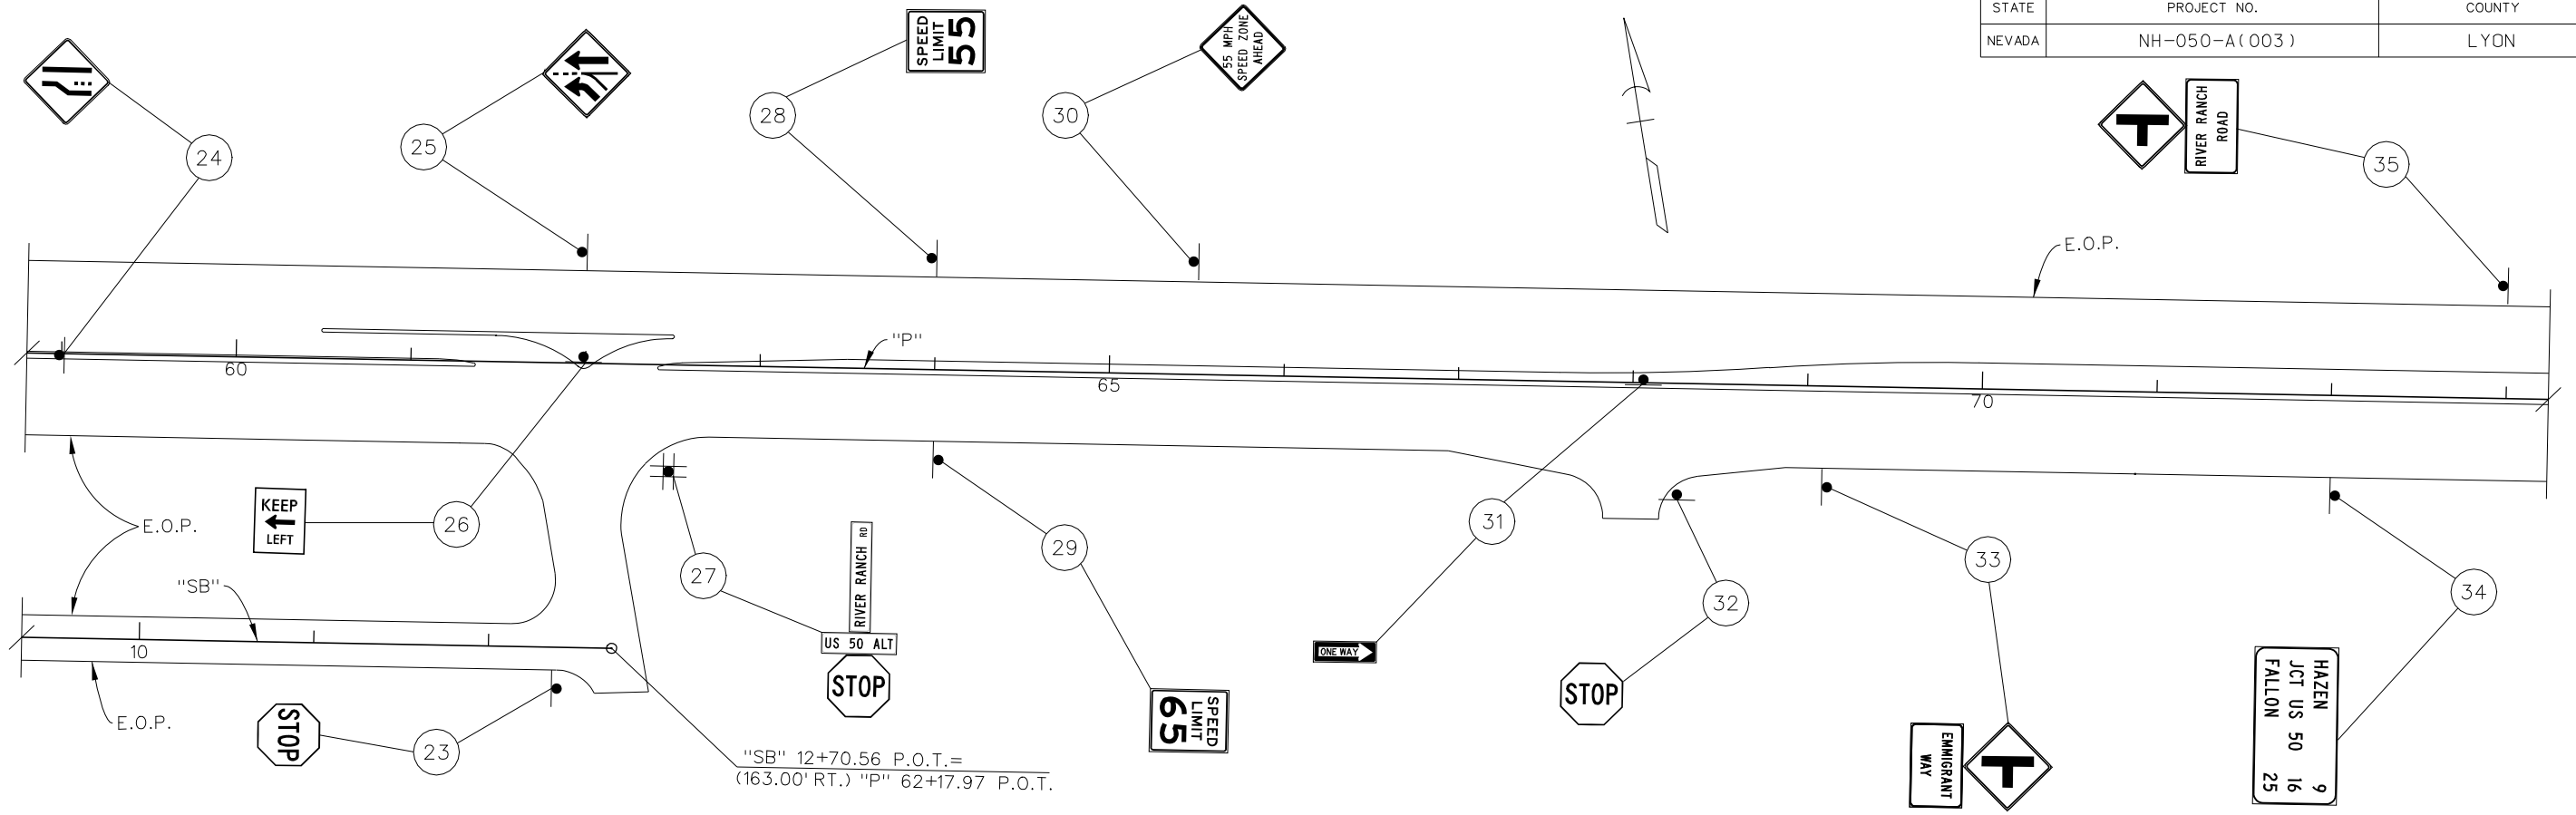 STATE PROJECT NO. COUNTY
NEVADA NH-050-A(003) LYON
SPEED
LIMIT
55
55 MPH
SPEED ZONE
AHEAD
RIVER RANCH
ROAD
24
25
28
30
35
E.O.P.
"P"
60
65
70
KEEP
LEFT
26
E.O.P.
27
RIVER RANCH RD
US 50 ALT
STOP
29
SPEED
LIMIT
65
31
ONE WAY
32
STOP
33
EMMIGRANT
WAY
34
HAZEN 9
JCT US 50 16
FALLON 25
"SB"
10
E.O.P.
STOP
23
"SB" 12+70.56 P.O.T.=
(163.00' RT.) "P" 62+17.97 P.O.T.